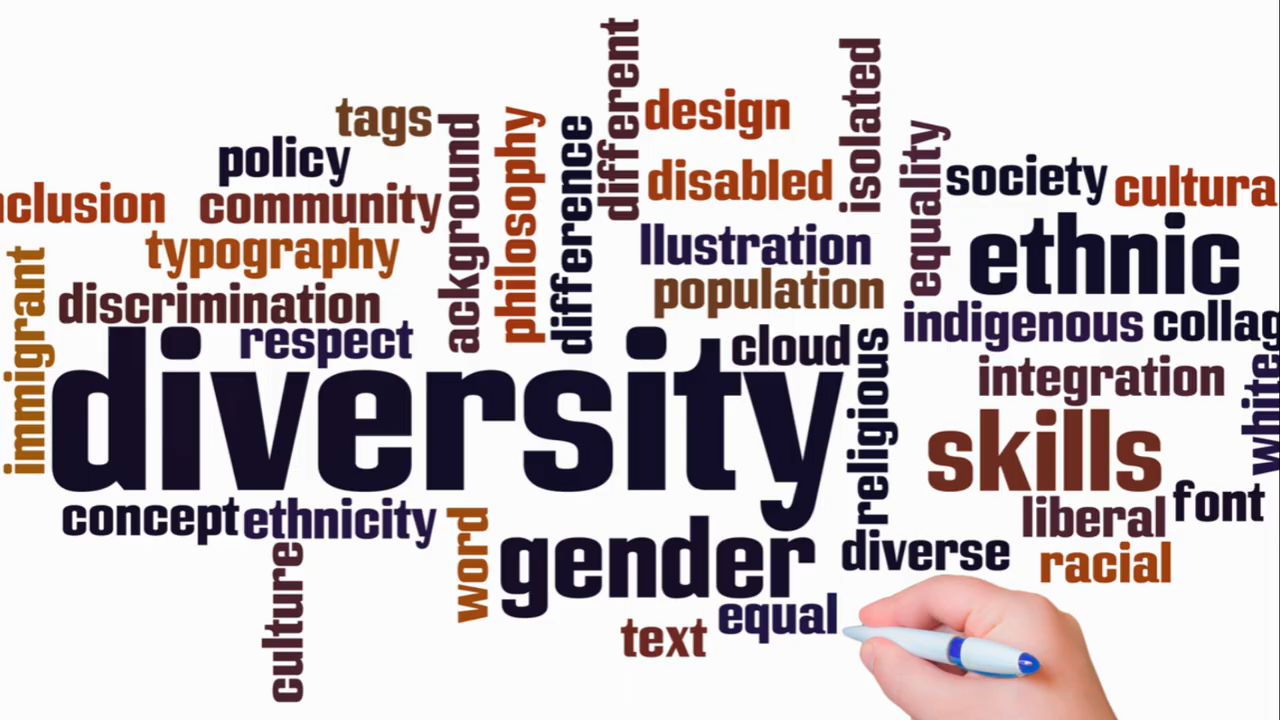 different
tags
design
isolated
policy
ackground
philosophy
difference
disabled
equality
society
cultura
nclusion
community
typography
llustration
ethnic
immigrant
discrimination
population
indigenous
collag
respect
cloud
religious
integration
white
diversity
skills
concept
ethnicity
word
gender
diverse
liberal
font
racial
culture
text
equal